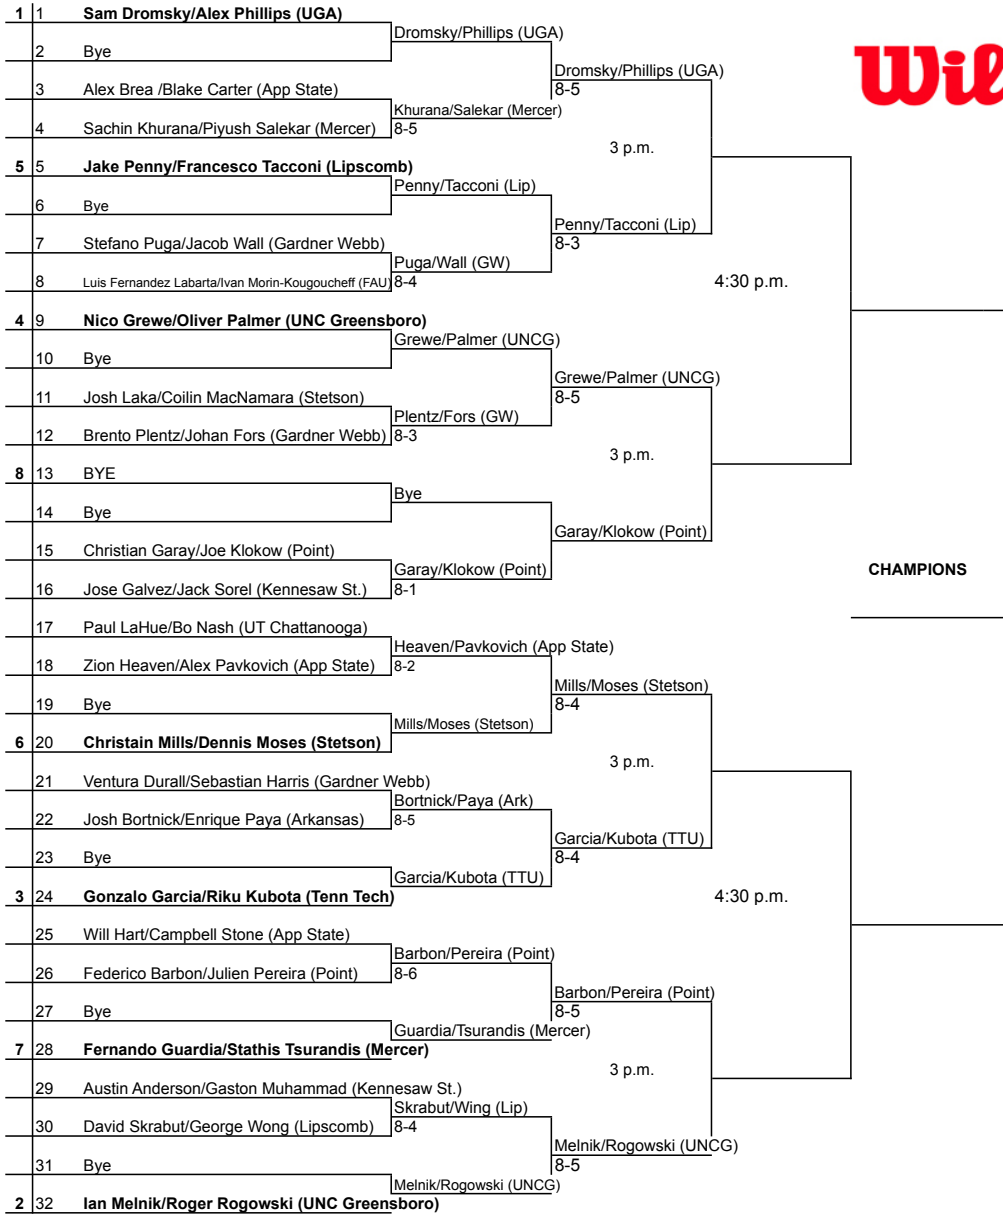 1 1 Sam Dromsky/Alex Phillips (UGA)
Dromsky/Phillips (UGA)
2 Bye
Dromsky/Phillips (UGA)
8-5
3 Alex Brea /Blake Carter (App State)
Khurana/Salekar (Mercer)
8-5
4 Sachin Khurana/Piyush Salekar (Mercer)
3 p.m.
5 5 Jake Penny/Francesco Tacconi (Lipscomb)
Penny/Tacconi (Lip)
6 Bye
Penny/Tacconi (Lip)
8-3
7 Stefano Puga/Jacob Wall (Gardner Webb)
Puga/Wall (GW)
8-4
8 Luis Fernandez Labarta/Ivan Morin-Kougoucheff (FAU)
4:30 p.m.
4 9 Nico Grewe/Oliver Palmer (UNC Greensboro)
Grewe/Palmer (UNCG)
10 Bye
Grewe/Palmer (UNCG)
8-5
11 Josh Laka/Coilin MacNamara (Stetson)
Plentz/Fors (GW)
8-3
12 Brento Plentz/Johan Fors (Gardner Webb)
3 p.m.
8 13 BYE
Bye
14 Bye
Garay/Klokow (Point)
15 Christian Garay/Joe Klokow (Point)
Garay/Klokow (Point)
8-1
16 Jose Galvez/Jack Sorel (Kennesaw St.)
CHAMPIONS
17 Paul LaHue/Bo Nash (UT Chattanooga)
Heaven/Pavkovich (App State)
8-2
18 Zion Heaven/Alex Pavkovich (App State)
Mills/Moses (Stetson)
8-4
19 Bye
Mills/Moses (Stetson)
6 20 Christain Mills/Dennis Moses (Stetson)
3 p.m.
21 Ventura Durall/Sebastian Harris (Gardner Webb)
Bortnick/Paya (Ark)
8-5
22 Josh Bortnick/Enrique Paya (Arkansas)
Garcia/Kubota (TTU)
8-4
23 Bye
Garcia/Kubota (TTU)
3 24 Gonzalo Garcia/Riku Kubota (Tenn Tech)
4:30 p.m.
25 Will Hart/Campbell Stone (App State)
Barbon/Pereira (Point)
8-6
26 Federico Barbon/Julien Pereira (Point)
Barbon/Pereira (Point)
8-5
27 Bye
Guardia/Tsurandis (Mercer)
7 28 Fernando Guardia/Stathis Tsurandis (Mercer)
3 p.m.
29 Austin Anderson/Gaston Muhammad (Kennesaw St.)
Skrabut/Wing (Lip)
8-4
30 David Skrabut/George Wong (Lipscomb)
Melnik/Rogowski (UNCG)
8-5
31 Bye
Melnik/Rogowski (UNCG)
2 32 Ian Melnik/Roger Rogowski (UNC Greensboro)